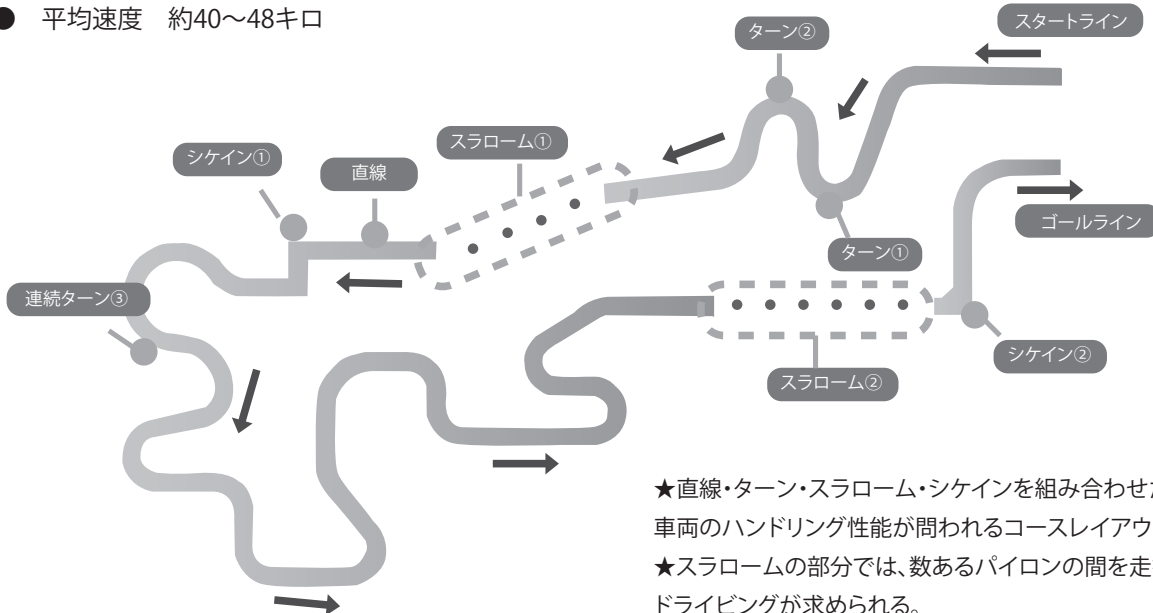 ● 平均速度 約40〜48キロ
スタートライン
ターン②
スラローム①
シケイン①
直線
ゴールライン
ターン①
連続ターン③
シケイン②
スラローム②
★直線・ターン・スラローム・シケインを組み合わせ
車両のハンドリング性能が問われるコースレイアウ
★スラロームの部分では、数あるパイロンの間を走
ドライビングが求められる。